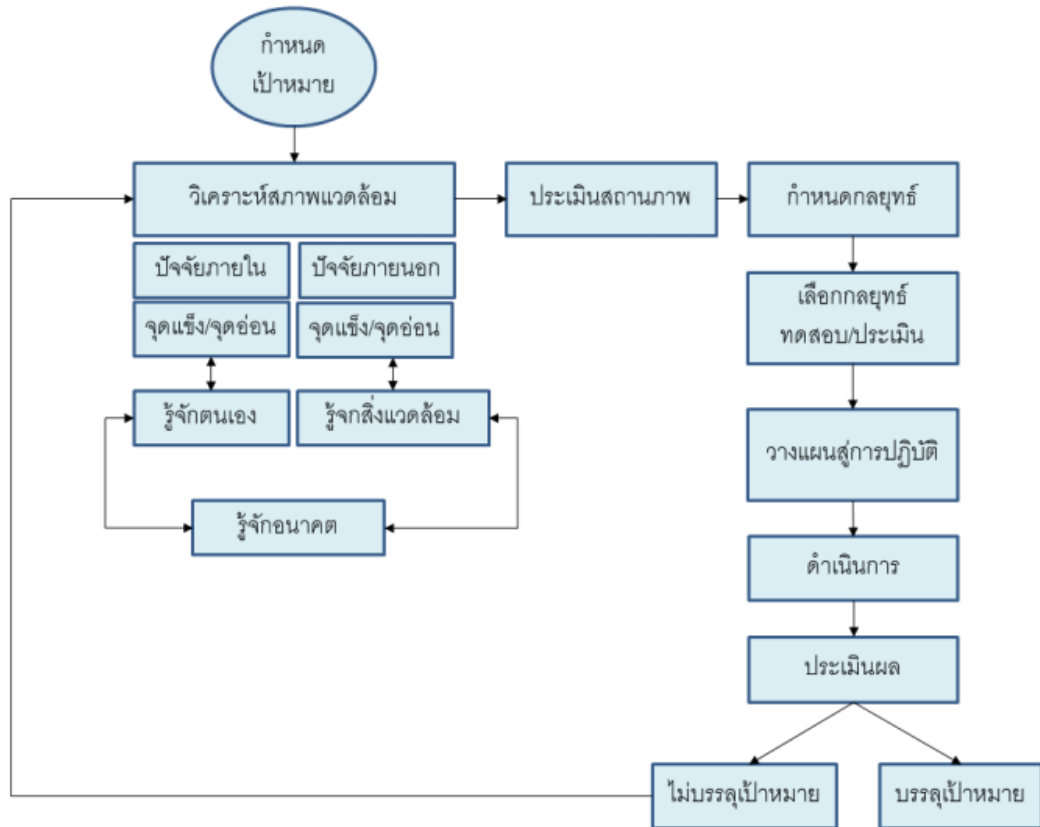 กำหนด
เป้าหมาย
วิเคราะห์สภาพแวดล้อม
ประเมินสถานภาพ
กำหนดกลยุทธ์
ปัจจัยภายใน
ปัจจัยภายนอก
จุดแข็ง/จุดอ่อน
จุดแข็ง/จุดอ่อน
เลือกกลยุทธ์
ทดสอบ/ประเมิน
รู้จักตนเอง
รู้จกสิ่งแวดล้อม
วางแผนสู่การปฏิบัติ
รู้จักอนาคต
ดำเนินการ
ประเมินผล
ไม่บรรลุเป้าหมาย
บรรลุเป้าหมาย